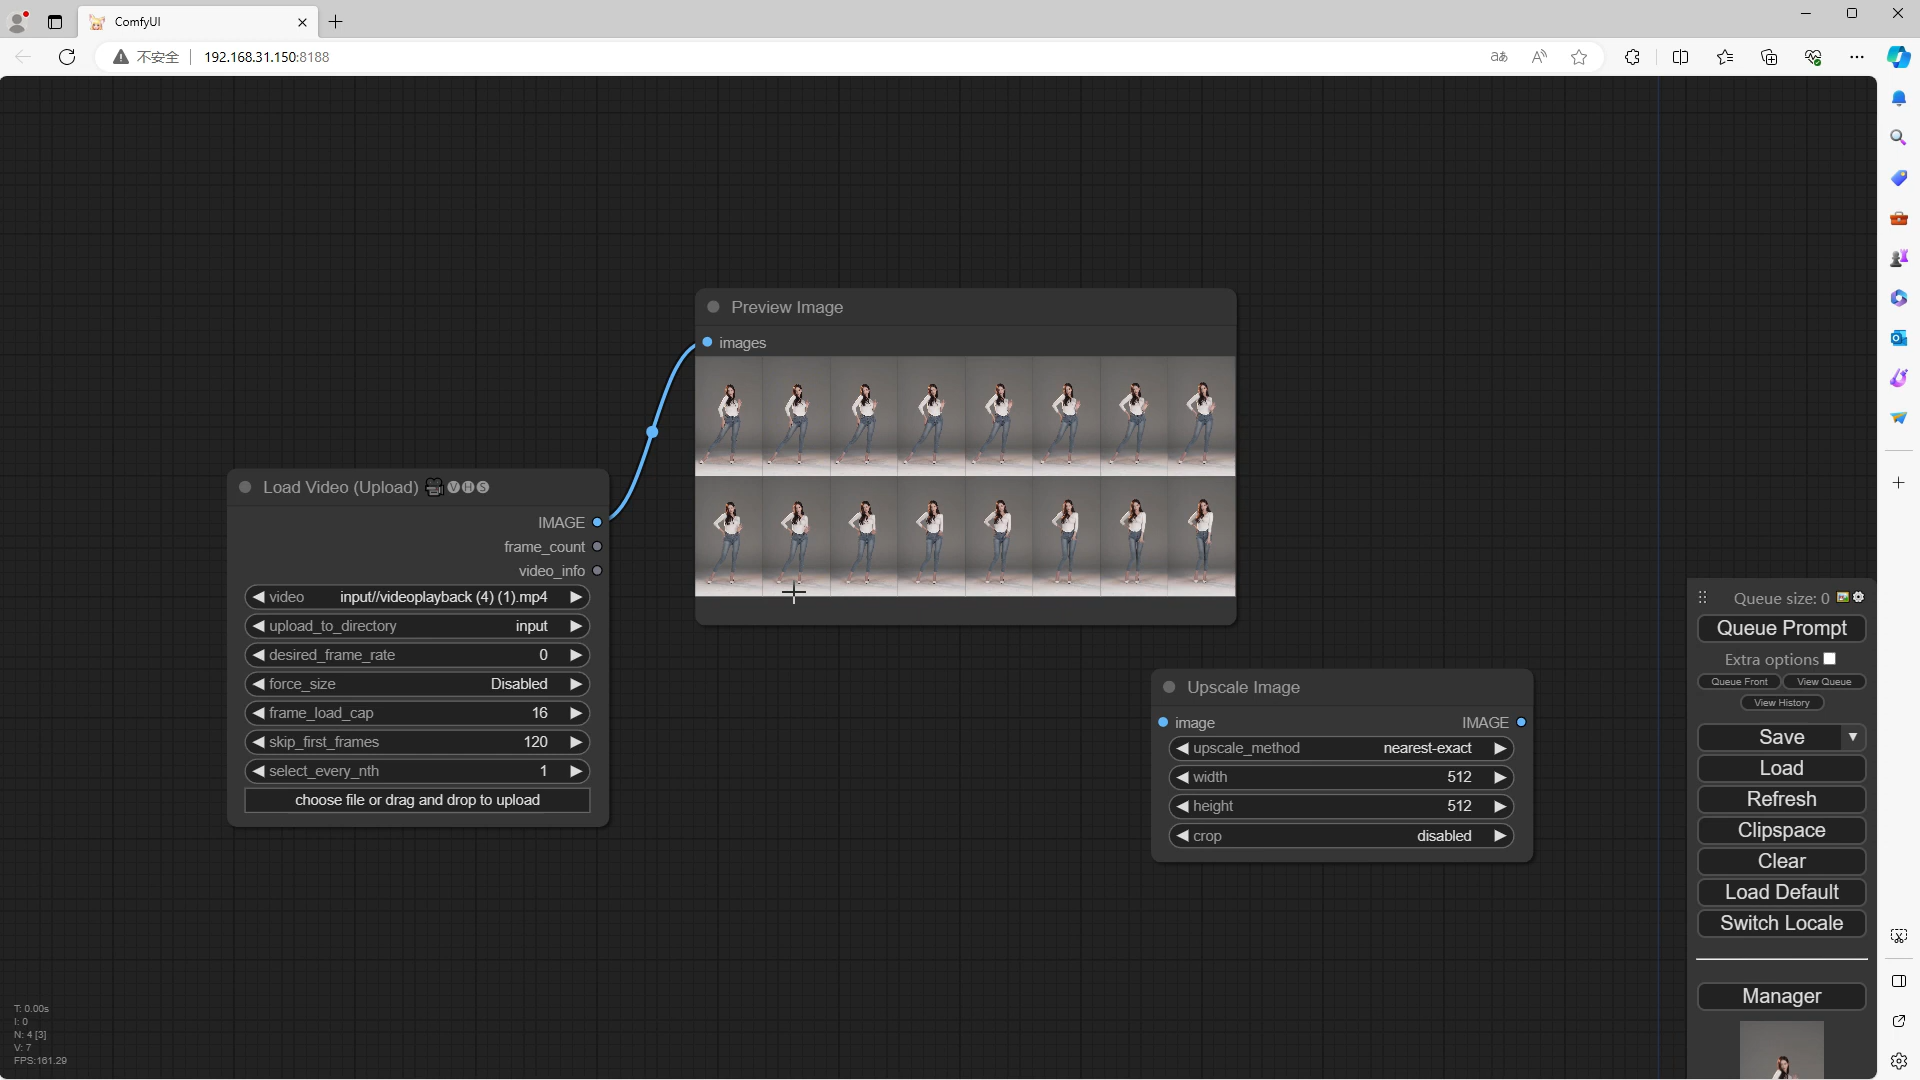 ComfyUI
不安全
192.168.31.150:8188
aあ
Preview Image
images
Load Video (Upload) 🎥🅥🅗🅢
IMAGE
frame_count
video_info
video input//videoplayback (4) (1).mp4
upload_to_directory input
desired_frame_rate 0
force_size Disabled
frame_load_cap 16
skip_first_frames 120
select_every_nth 1
choose file or drag and drop to upload
Upscale Image
image IMAGE
upscale_method nearest-exact
width 512
height 512
crop disabled
Queue size: 0
Queue Prompt
Extra options
Queue Front View Queue
View History
Save
Load
Refresh
Clipspace
Clear
Load Default
Switch Locale
Manager
T: 0.00s
I: 0
N: 4 [3]
V: 7
FPS:161.29